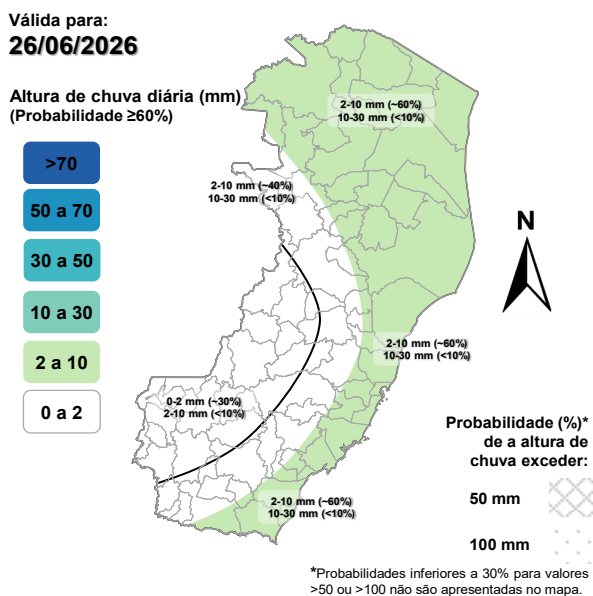 Válida para:
26/06/2026
Altura de chuva diária (mm)
(Probabilidade ≥60%)
>70
50 a 70
30 a 50
10 a 30
2 a 10
0 a 2
2-10 mm (~60%)
10-30 mm (<10%)
2-10 mm (~40%)
10-30 mm (<10%)
N
2-10 mm (~60%)
10-30 mm (<10%)
0-2 mm (~30%)
2-10 mm (<10%)
2-10 mm (~60%)
10-30 mm (<10%)
Probabilidade (%)*
de a altura de
chuva exceder:
50 mm
100 mm
*Probabilidades inferiores a 30% para valores
>50 ou >100 não são apresentadas no mapa.